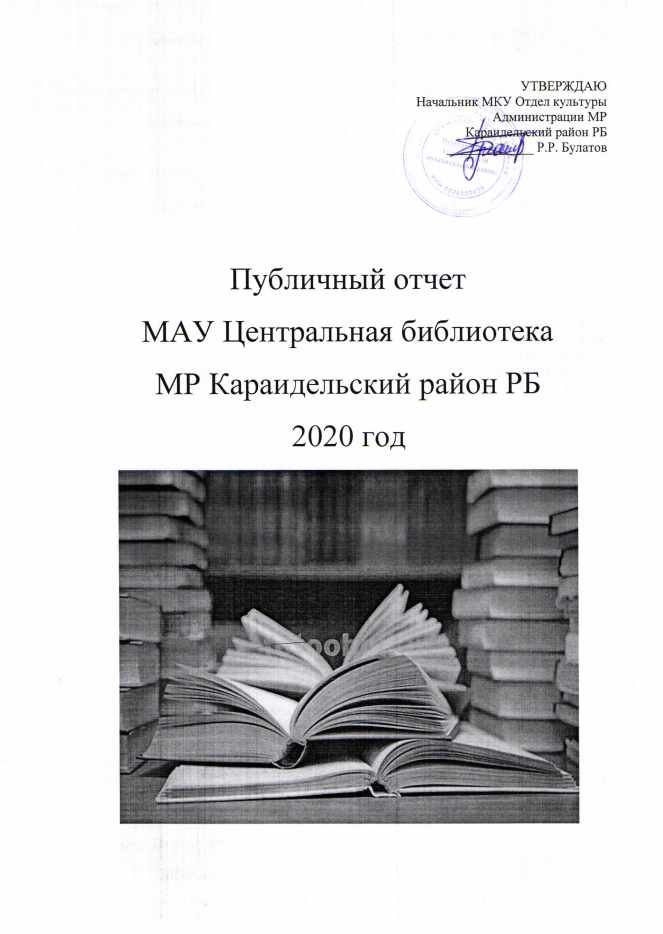 УТВЕРЖДАЮ
Начальник МКУ Отдел культуры
Администрации МР
Караидельский район РБ
Р.Р. Булатов
Публичный отчет
МАУ Центральная библиотека
МР Караидельский район РБ
2020 год